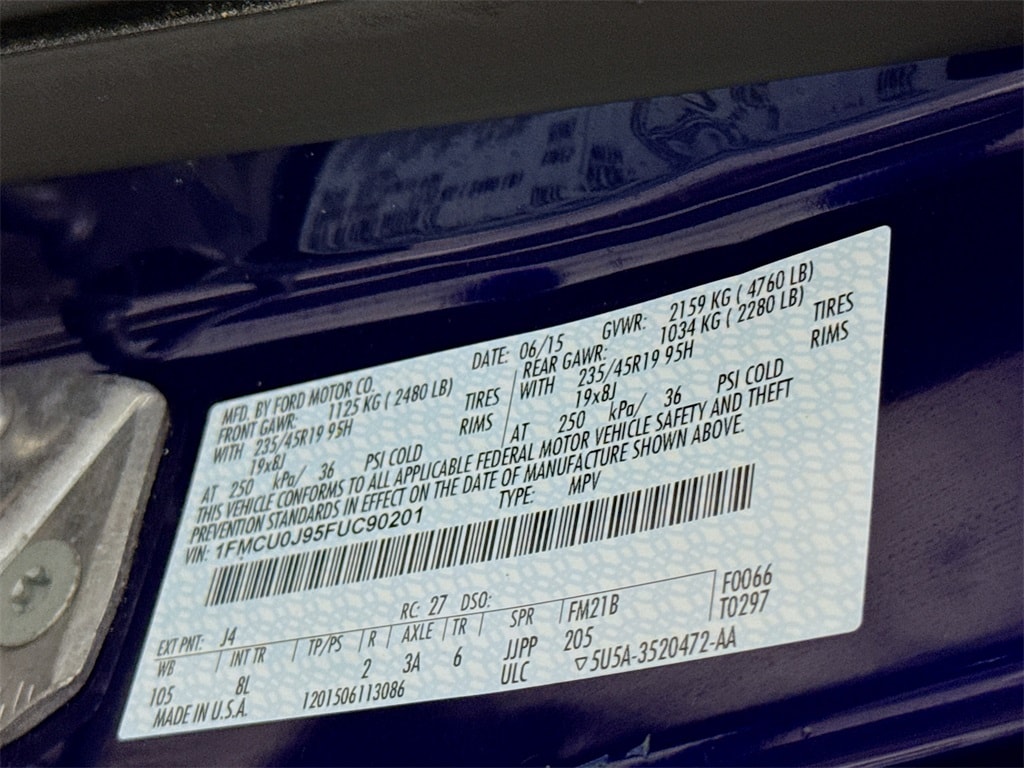 MFD. BY FORD MOTOR CO. DATE: 06/15 GVWR: 2159 KG ( 4760 LB)
FRONT GAWR: 1125 KG ( 2480 LB) REAR GAWR: 1034 KG ( 2280 LB)
WITH 235/45R19 95H TIRES WITH 235/45R19 95H TIRES
19x8J RIMS 19x8J RIMS
AT 250 kPa/ 36 PSI COLD AT 250 kPa/ 36 PSI COLD
THIS VEHICLE CONFORMS TO ALL APPLICABLE FEDERAL MOTOR VEHICLE SAFETY AND THEFT
PREVENTION STANDARDS IN EFFECT ON THE DATE OF MANUFACTURE SHOWN ABOVE.
VIN: 1FMCU0J95FUC90201 TYPE: MPV
EXT PNT: J4 RC: 27 DSO: F0066
WB INT TR TP/PS R AXLE TR SPR FM21B T0297
105 8L 2 3A 6 JJPP 205
MADE IN U.S.A. 1201506113086 ULC ▽5U5A-3520472-AA